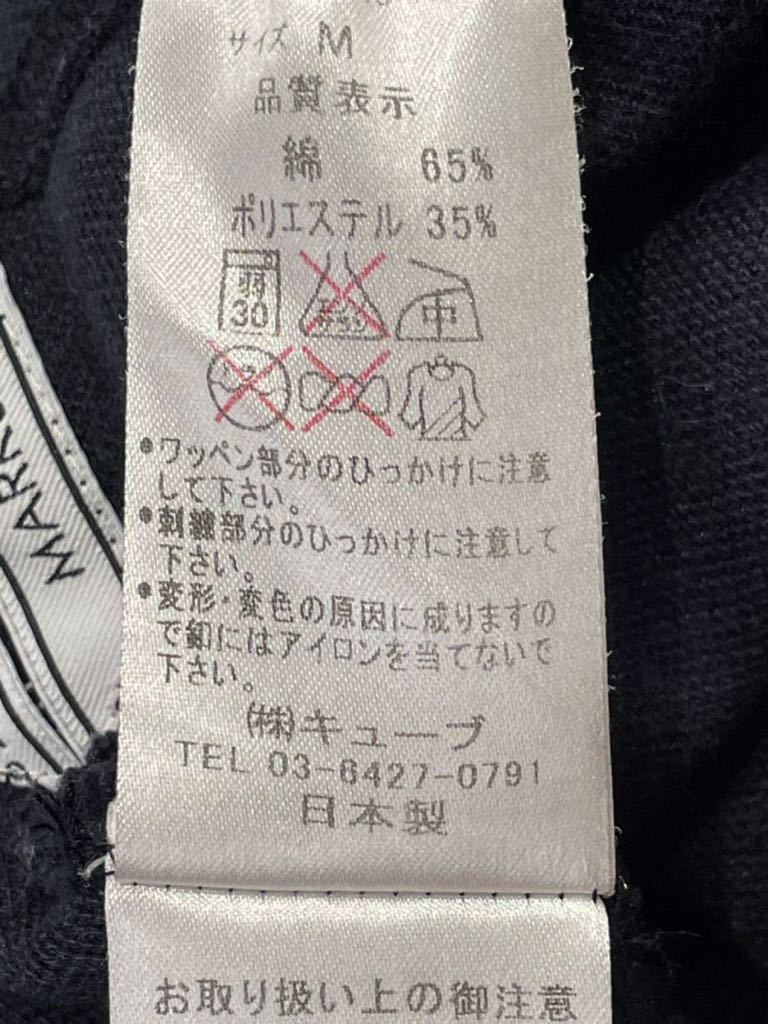 サイズ M
品質表示
綿 65%
ポリエステル 35%
弱 中
30
•ワッペン部分のひっかけに注意
して下さい。
•刺繍部分のひっかけに注意して
下さい。
•変形・変色の原因に成りますの
で釦にはアイロンを当てないで
下さい。
㈱キューブ
TEL 03-6427-0791
日本製
お取り扱い上の御注意
MARK